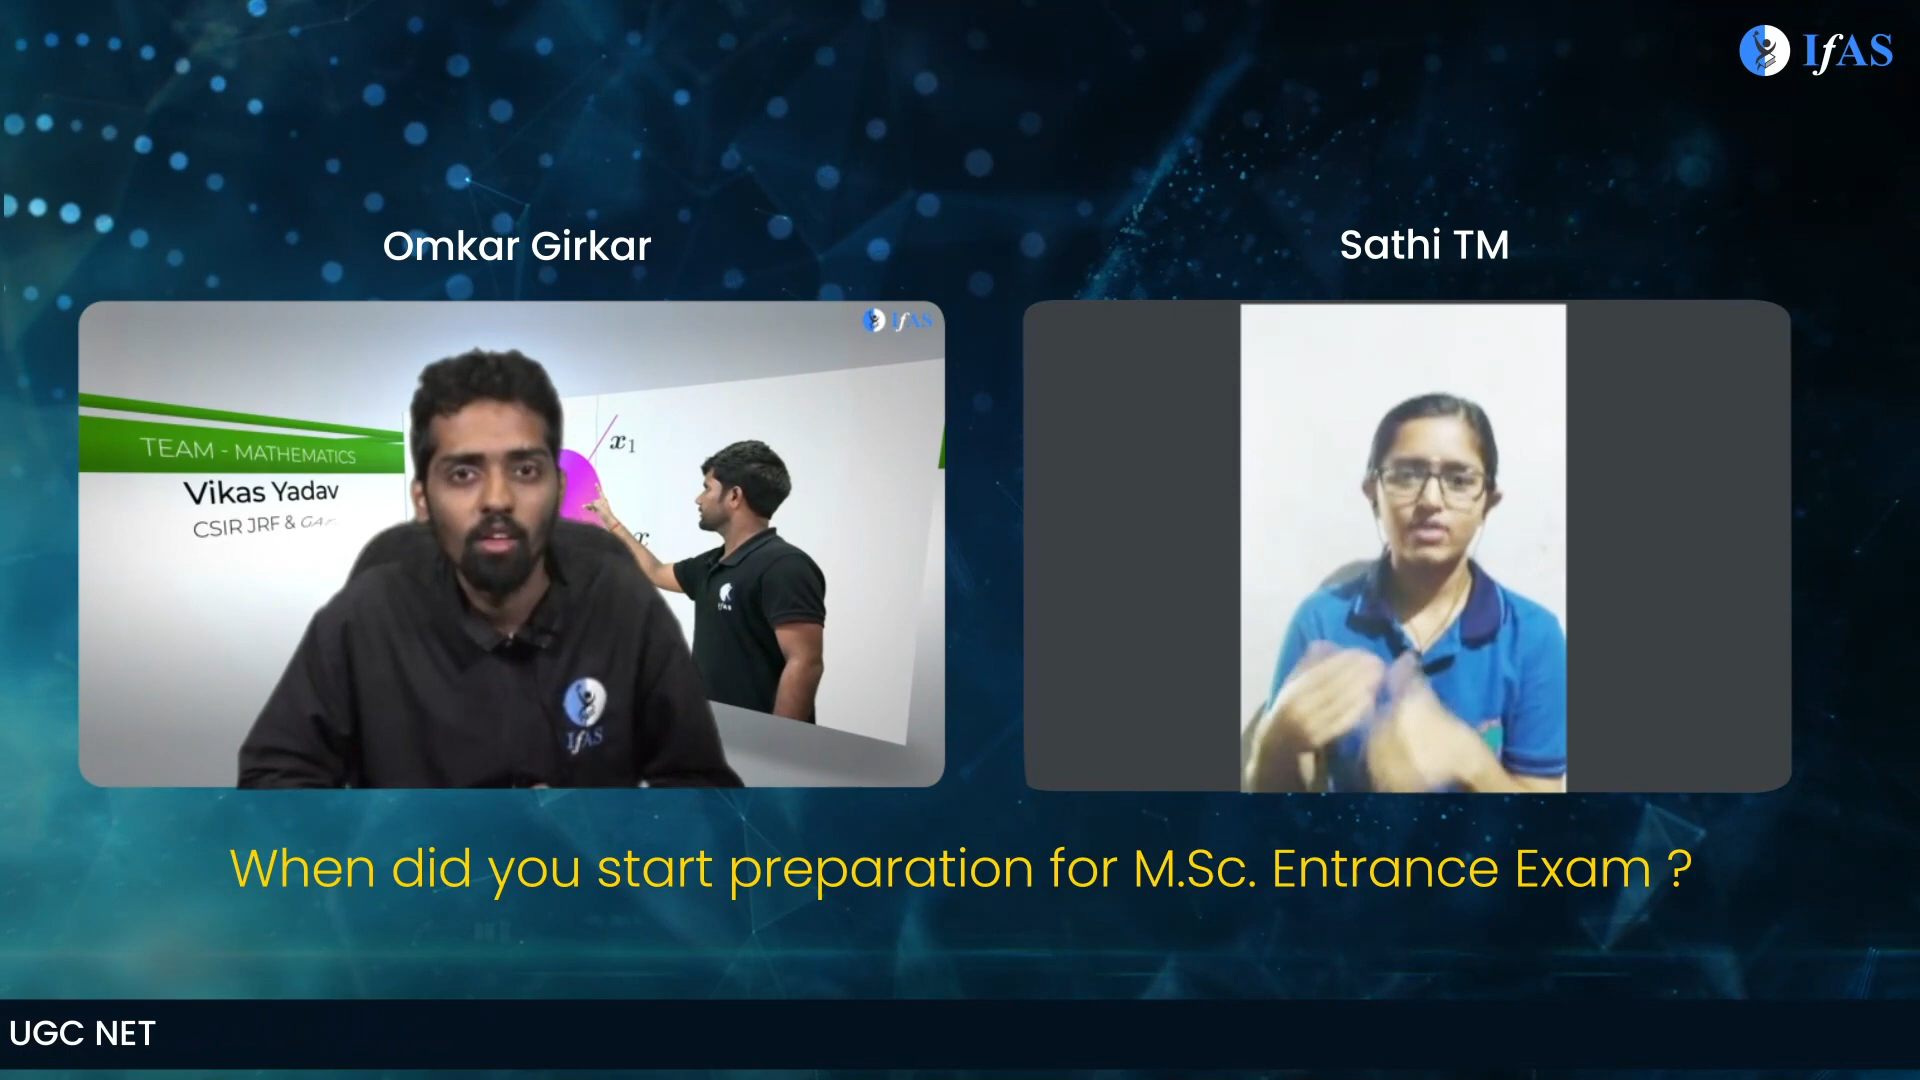 IfAS
Omkar Girkar
Sathi TM
IfAS
TEAM - MATHEMATICS
Vikas Yadav
CSIR JRF &
x1
x
IfAS
IfAS
When did you start preparation for M.Sc. Entrance Exam ?
UGC NET